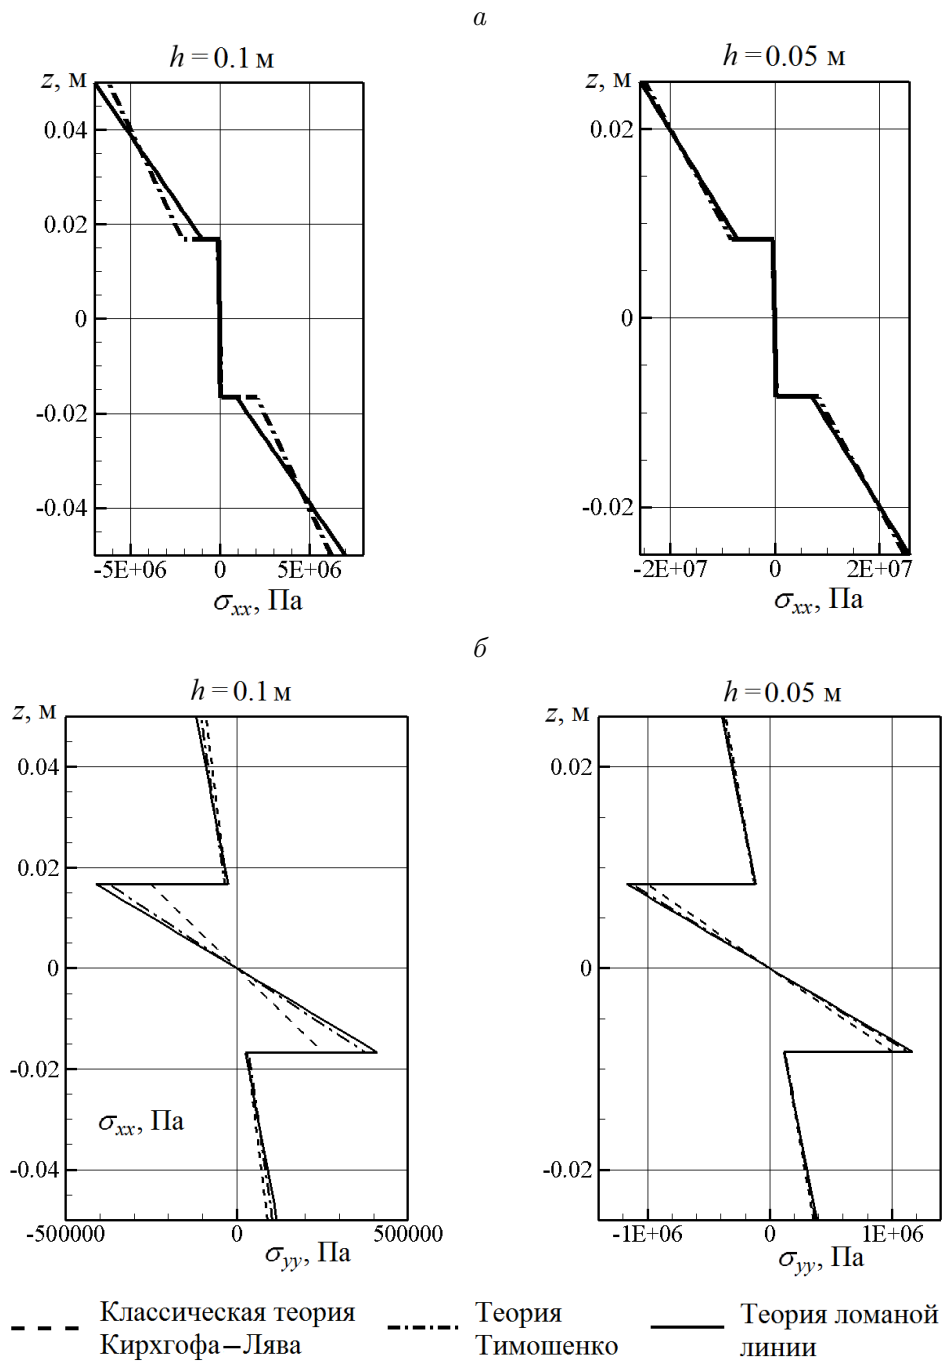 а
h = 0.1 м
h = 0.05 м
z, м
z, м
0.04
0.02
0
-0.02
-0.04
0.02
0
-0.02
-5E+06 0 5E+06
-2E+07 0 2E+07
σxx, Па
σxx, Па
б
h = 0.1 м
h = 0.05 м
z, м
z, м
0.04
0.02
0
-0.02
-0.04
0.02
0
-0.02
σxx, Па
-500000 0 500000
-1E+06 0 1E+06
σyy, Па
σyy, Па
Классическая теория
Кирхгофа–Лява
Теория
Тимошенко
Теория ломаной
линии